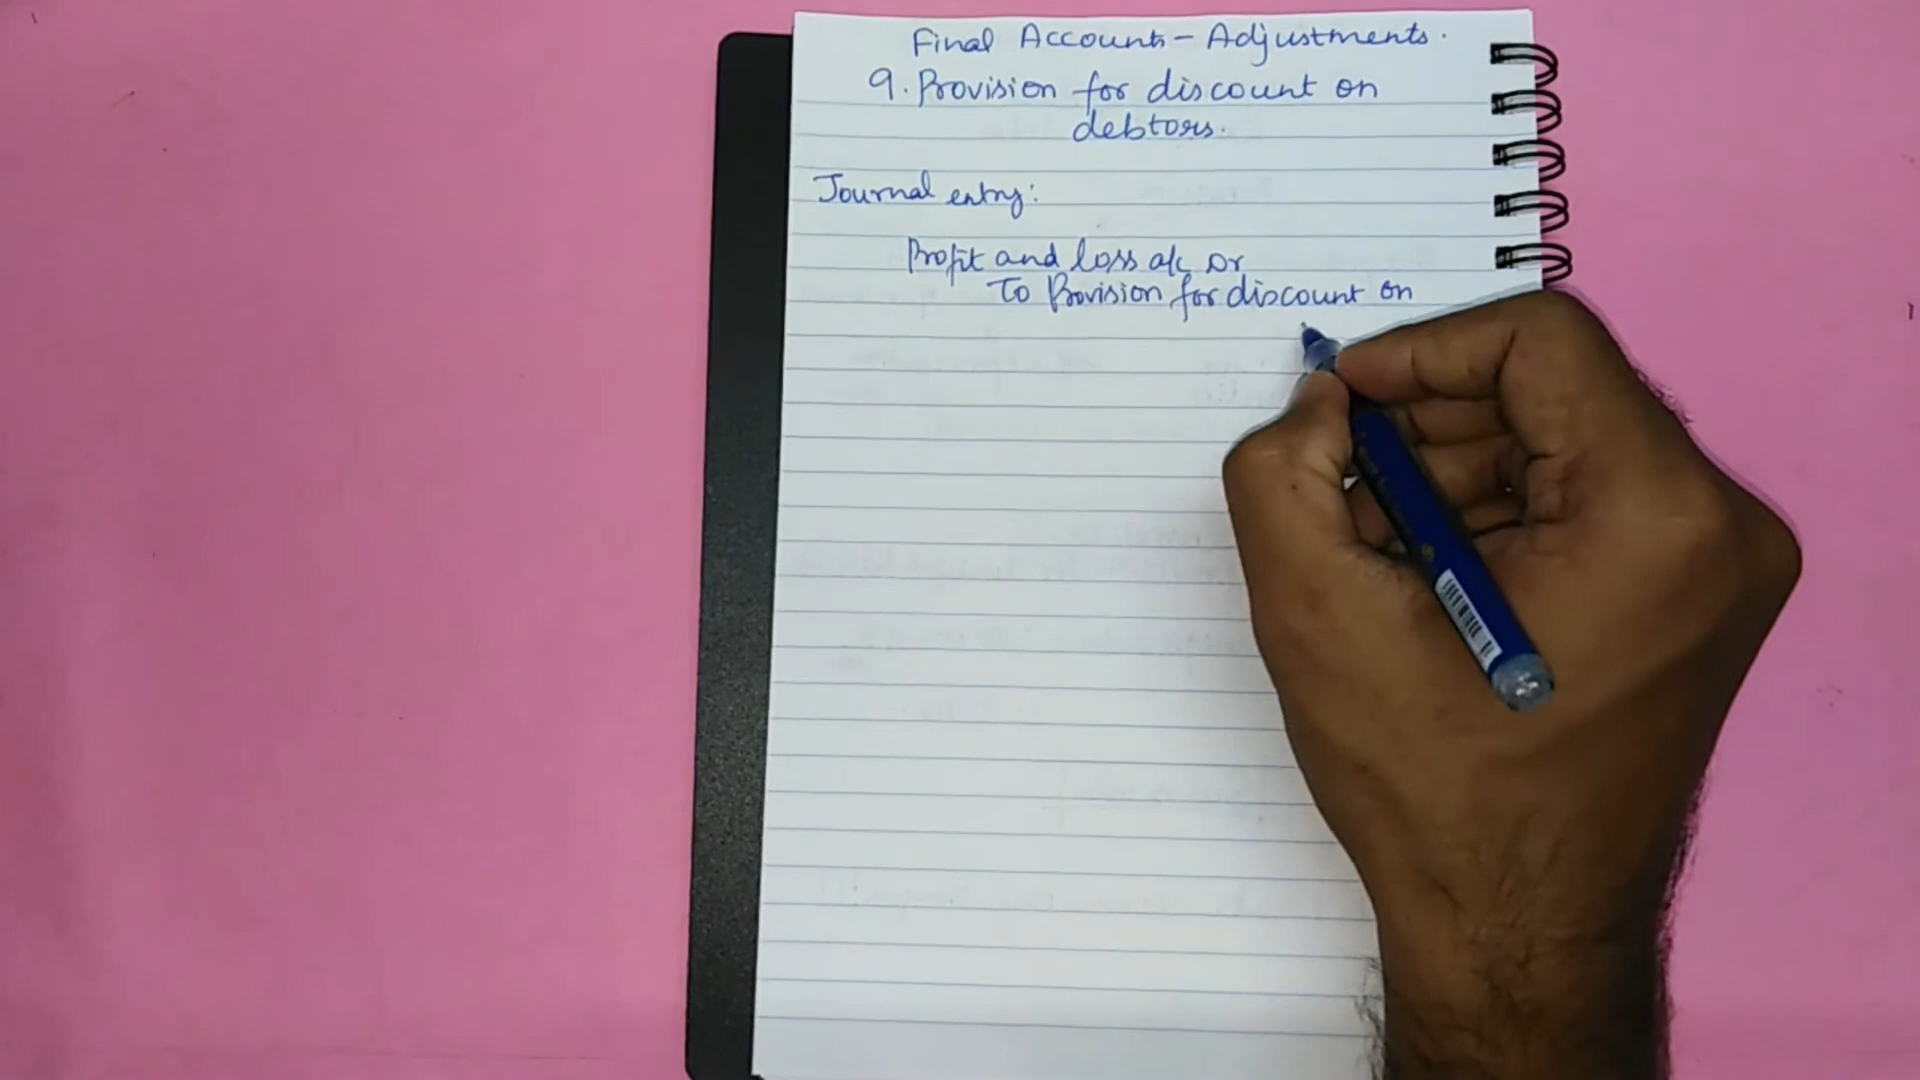 Final Accounts - Adjustments.
9. Provision for discount on
debtors.
Journal entry:
Profit and loss a/c Dr
To Provision for discount on